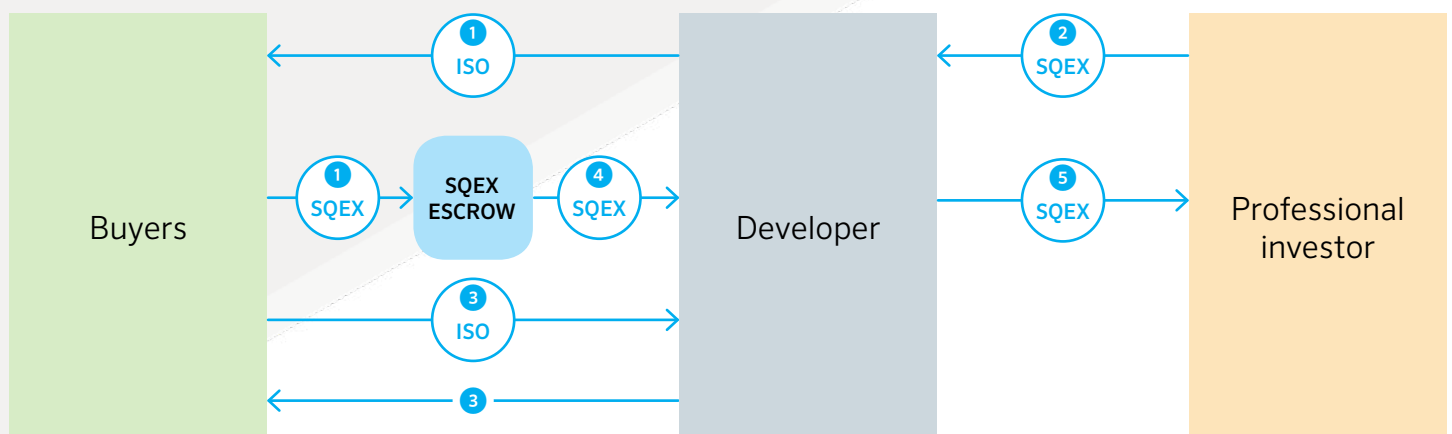 1
ISO
2
SQEX
1
SQEX
SQEX
ESCROW
4
SQEX
5
SQEX
Buyers
Developer
Professional
investor
3
ISO
3